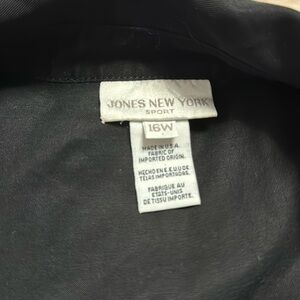 JONES NEW YORK
SPORT
16W
MADE IN U.S.A.
FABRIC OF
IMPORTED ORIGIN.
HECHO EN E.E.U.U. DE
TELAS IMPORTADAS.
FABRIQUE AU
ETATS-UNIS
DE TISSU IMPORTE.